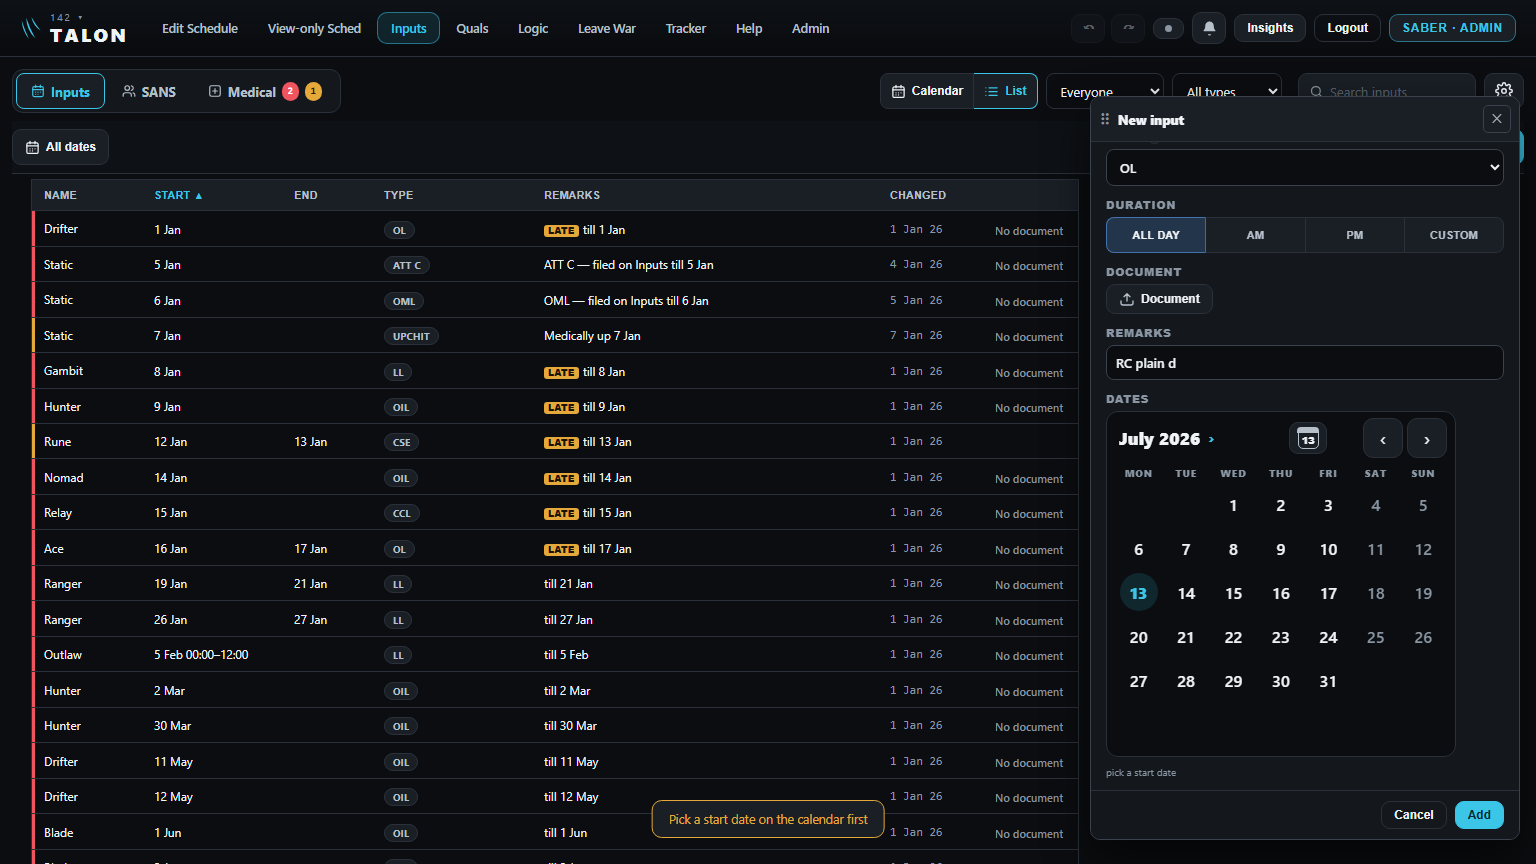 142
TALON
Edit Schedule
View-only Sched
Inputs
Quals
Logic
Leave War
Tracker
Help
Admin
Insights
Logout
SABER · ADMIN
Inputs
SANS
Medical 2 1
Calendar
List
Everyone
All types
Search inputs
All dates
NAME START ▲ END TYPE REMARKS CHANGED
Drifter 1 Jan OL LATE till 1 Jan 1 Jan 26 No document
Static 5 Jan ATT C ATT C — filed on Inputs till 5 Jan 4 Jan 26 No document
Static 6 Jan OML OML — filed on Inputs till 6 Jan 5 Jan 26 No document
Static 7 Jan UPCHIT Medically up 7 Jan 7 Jan 26 No document
Gambit 8 Jan LL LATE till 8 Jan 1 Jan 26 No document
Hunter 9 Jan OIL LATE till 9 Jan 1 Jan 26 No document
Rune 12 Jan 13 Jan CSE LATE till 13 Jan 1 Jan 26
Nomad 14 Jan OIL LATE till 14 Jan 1 Jan 26 No document
Relay 15 Jan CCL LATE till 15 Jan 1 Jan 26 No document
Ace 16 Jan 17 Jan OL LATE till 17 Jan 1 Jan 26 No document
Ranger 19 Jan 21 Jan LL till 21 Jan 1 Jan 26 No document
Ranger 26 Jan 27 Jan LL till 27 Jan 1 Jan 26 No document
Outlaw 5 Feb 00:00–12:00 LL till 5 Feb 1 Jan 26 No document
Hunter 2 Mar OIL till 2 Mar 1 Jan 26 No document
Hunter 30 Mar OIL till 30 Mar 1 Jan 26 No document
Drifter 11 May OIL till 11 May 1 Jan 26 No document
Drifter 12 May OIL till 12 May 1 Jan 26 No document
Blade 1 Jun OIL till 1 Jun 1 Jan 26 No document
Pick a start date on the calendar first
New input
OL
DURATION
ALL DAY AM PM CUSTOM
DOCUMENT
Document
REMARKS
RC plain d
DATES
July 2026 › 13 ‹ ›
MON TUE WED THU FRI SAT SUN
1 2 3 4 5
6 7 8 9 10 11 12
13 14 15 16 17 18 19
20 21 22 23 24 25 26
27 28 29 30 31
pick a start date
Cancel Add